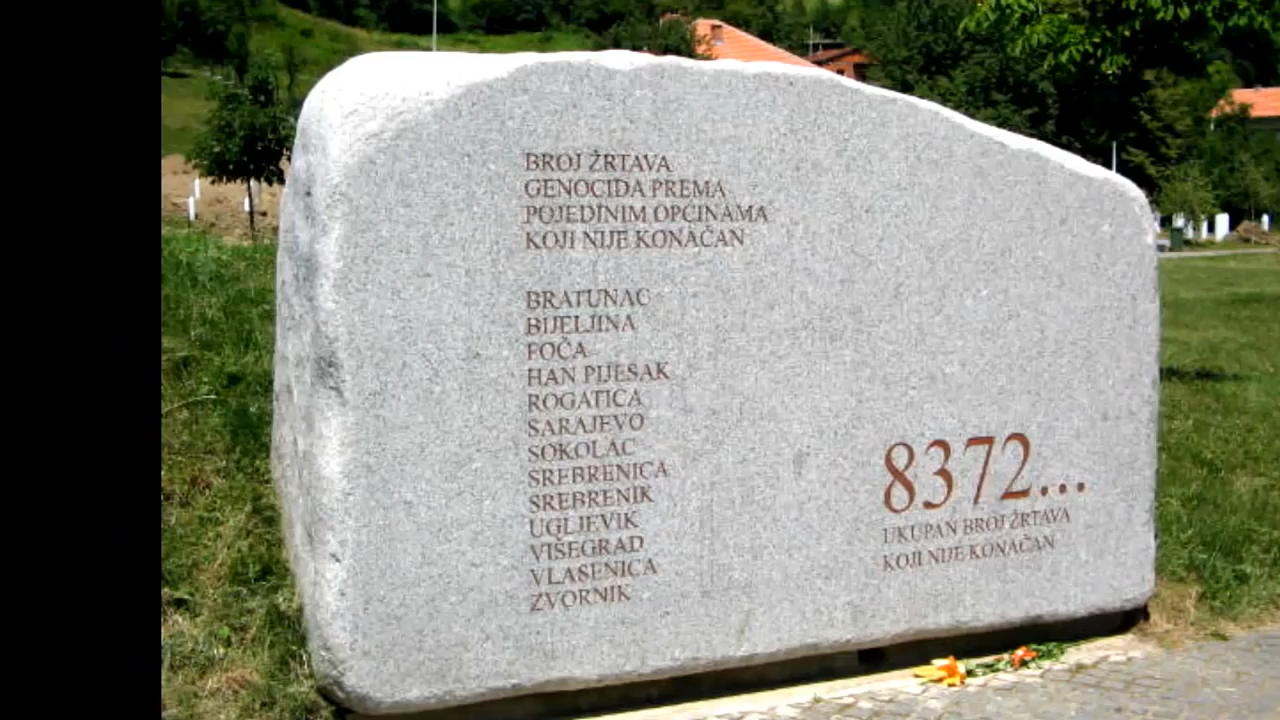 BROJ ŽRTAVA
GENOCIDA PREMA
POJEDINIM OPĆINAMA
KOJI NIJE KONAČAN
BRATUNAC
BIJELJINA
FOČA
HAN PIJESAK
ROGATICA
SARAJEVO
SOKOLAC
SREBRENICA
SREBRENIK
UGLJEVIK
VIŠEGRAD
VLASENICA
ZVORNIK
8372...
UKUPAN BROJ ŽRTAVA
KOJI NIJE KONAČAN